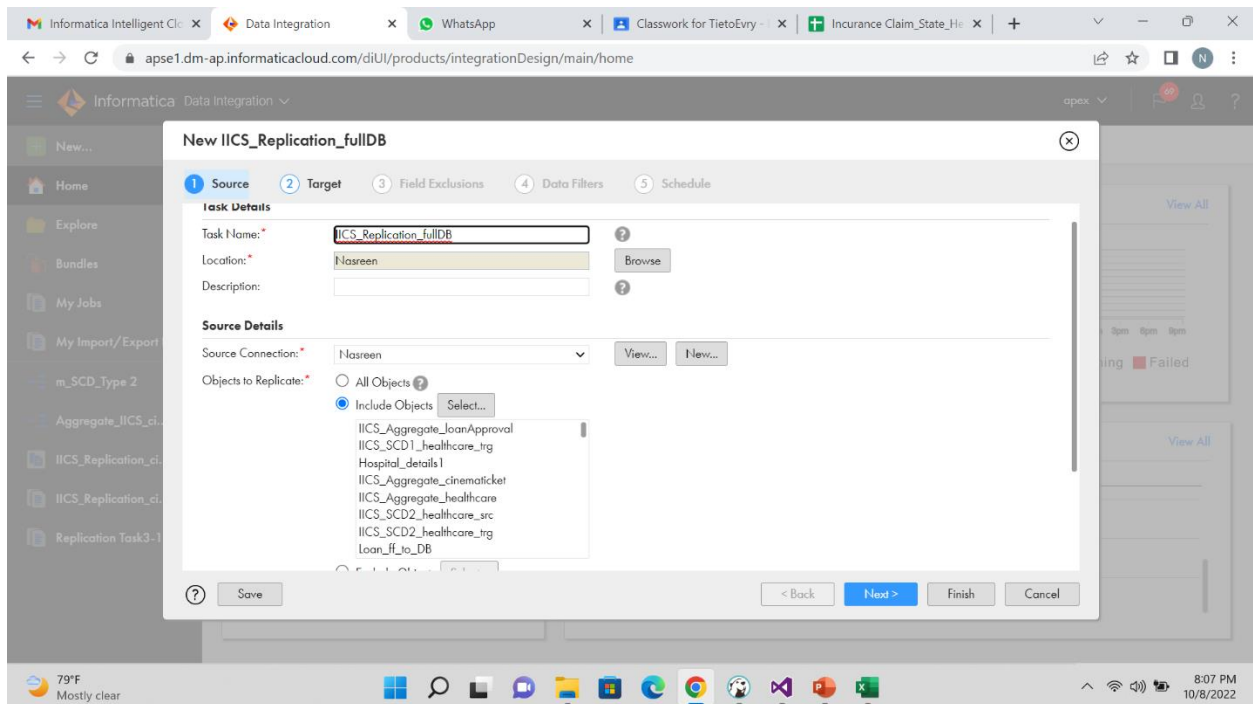 Informatica Intelligent Clo
Data Integration
WhatsApp
Classwork for TietoEvry -
Incurance Claim_State_He
apse1.dm-ap.informaticacloud.com/diUI/products/integrationDesign/main/home
N
Informatica Data Integration
apex
69
?
New...
Home
Explore
Bundles
My Jobs
My Import/Export
m_SCD_Type 2
Aggregate_IICS_ci..
IICS_Replication_ci..
IICS_Replication_ci..
Replication Task3-1
New IICS_Replication_fullDB
1 Source 2 Target 3 Field Exclusions 4 Data Filters 5 Schedule
Task Details
Task Name:* IICS_Replication_fullDB ?
Location:* Nasreen Browse
Description: ?
Source Details
Source Connection:* Nasreen View... New...
Objects to Replicate:* All Objects ?
Include Objects Select...
IICS_Aggregate_loanApproval
IICS_SCD1_healthcare_trg
Hospital_details1
IICS_Aggregate_cinematicket
IICS_Aggregate_healthcare
IICS_SCD2_healthcare_src
IICS_SCD2_healthcare_trg
Loan_ff_to_DB
? Save < Back Next > Finish Cancel
View All
Failed
View All
79°F
Mostly clear
8:07 PM
10/8/2022